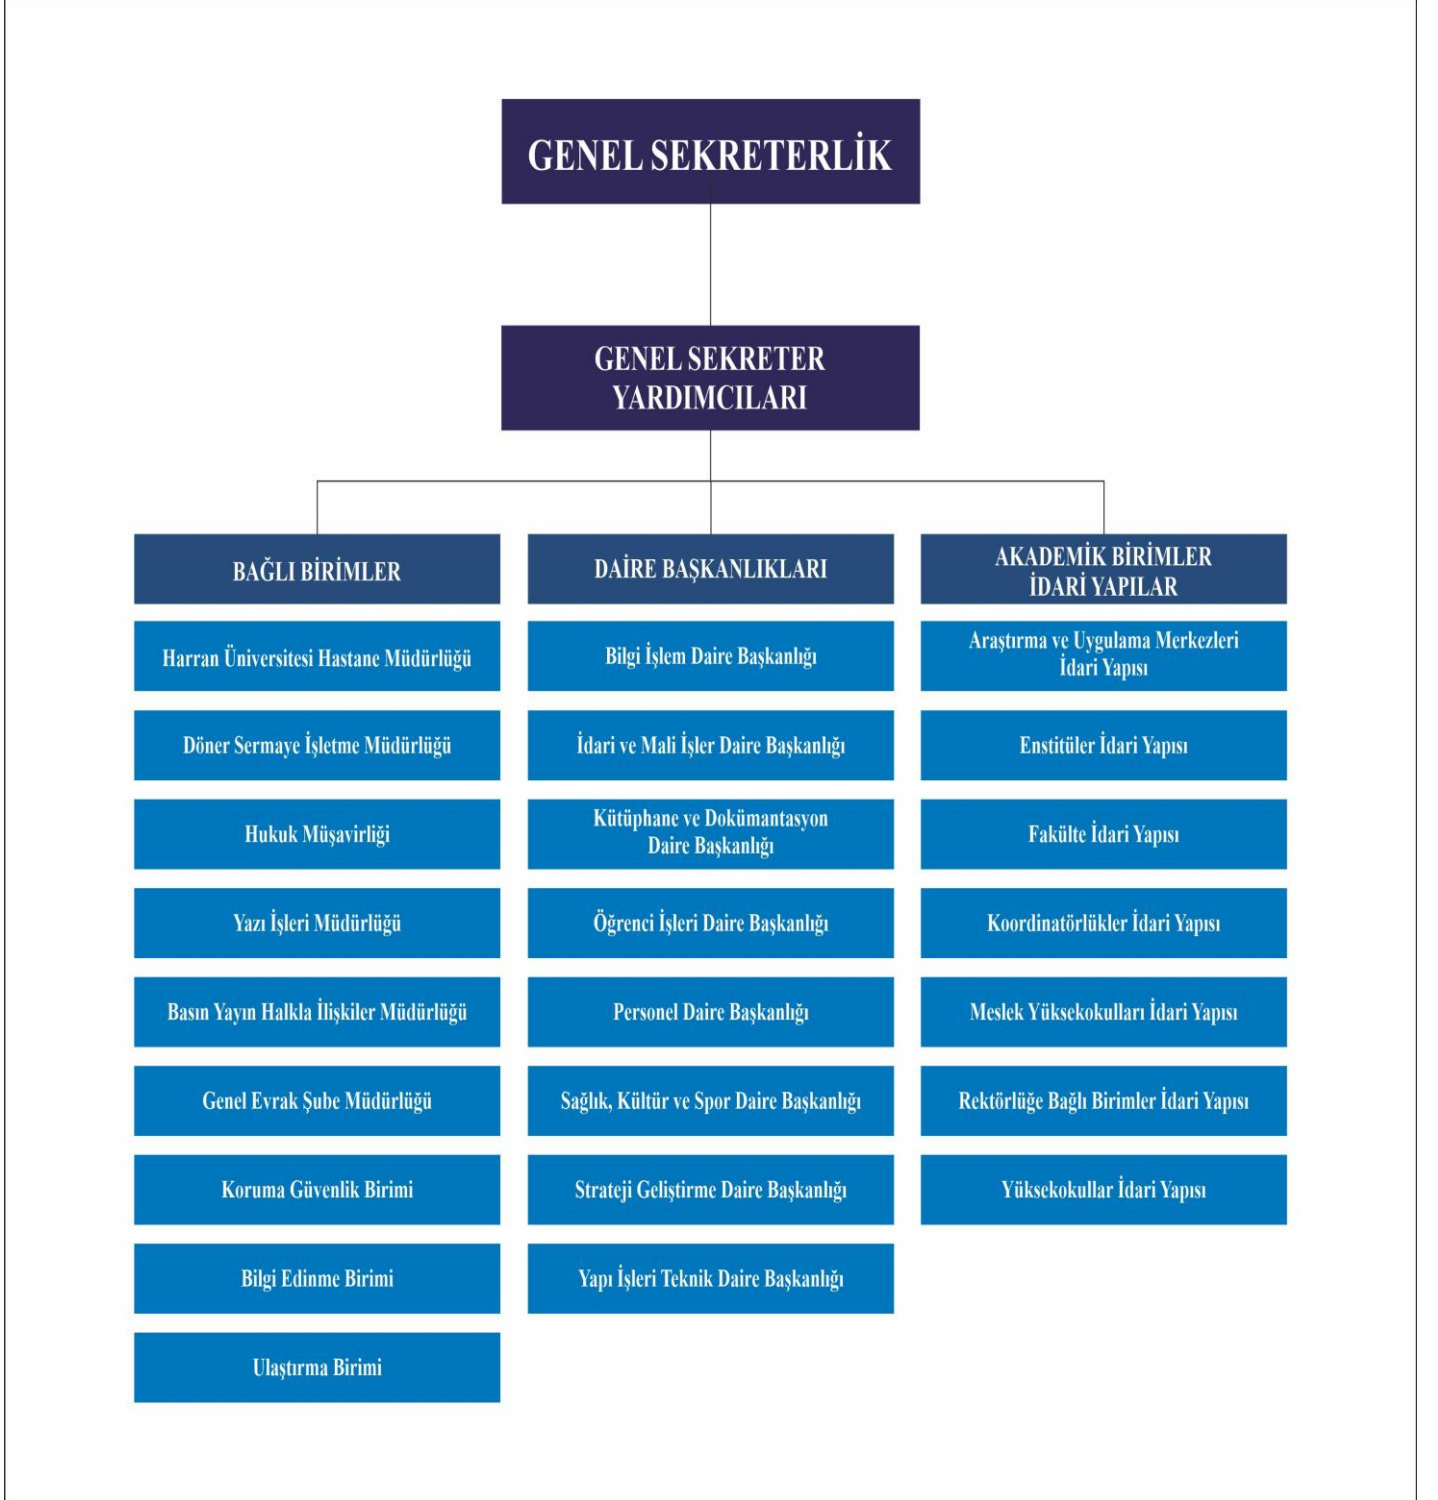 GENEL SEKRETERLİK
GENEL SEKRETER
YARDIMCILARI
BAĞLI BİRİMLER
Harran Üniversitesi Hastane Müdürlüğü
Döner Sermaye İşletme Müdürlüğü
Hukuk Müşavirliği
Yazı İşleri Müdürlüğü
Basın Yayın Halkla İlişkiler Müdürlüğü
Genel Evrak Şube Müdürlüğü
Koruma Güvenlik Birimi
Bilgi Edinme Birimi
Ulaştırma Birimi
DAİRE BAŞKANLIKLARI
Bilgi İşlem Daire Başkanlığı
İdari ve Mali İşler Daire Başkanlığı
Kütüphane ve Dokümantasyon
Daire Başkanlığı
Öğrenci İşleri Daire Başkanlığı
Personel Daire Başkanlığı
Sağlık, Kültür ve Spor Daire Başkanlığı
Strateji Geliştirme Daire Başkanlığı
Yapı İşleri Teknik Daire Başkanlığı
AKADEMİK BİRİMLER
İDARİ YAPILAR
Araştırma ve Uygulama Merkezleri
İdari Yapısı
Enstitüler İdari Yapısı
Fakülte İdari Yapısı
Koordinatörlükler İdari Yapısı
Meslek Yüksekokulları İdari Yapısı
Rektörlüğe Bağlı Birimler İdari Yapısı
Yüksekokullar İdari Yapısı